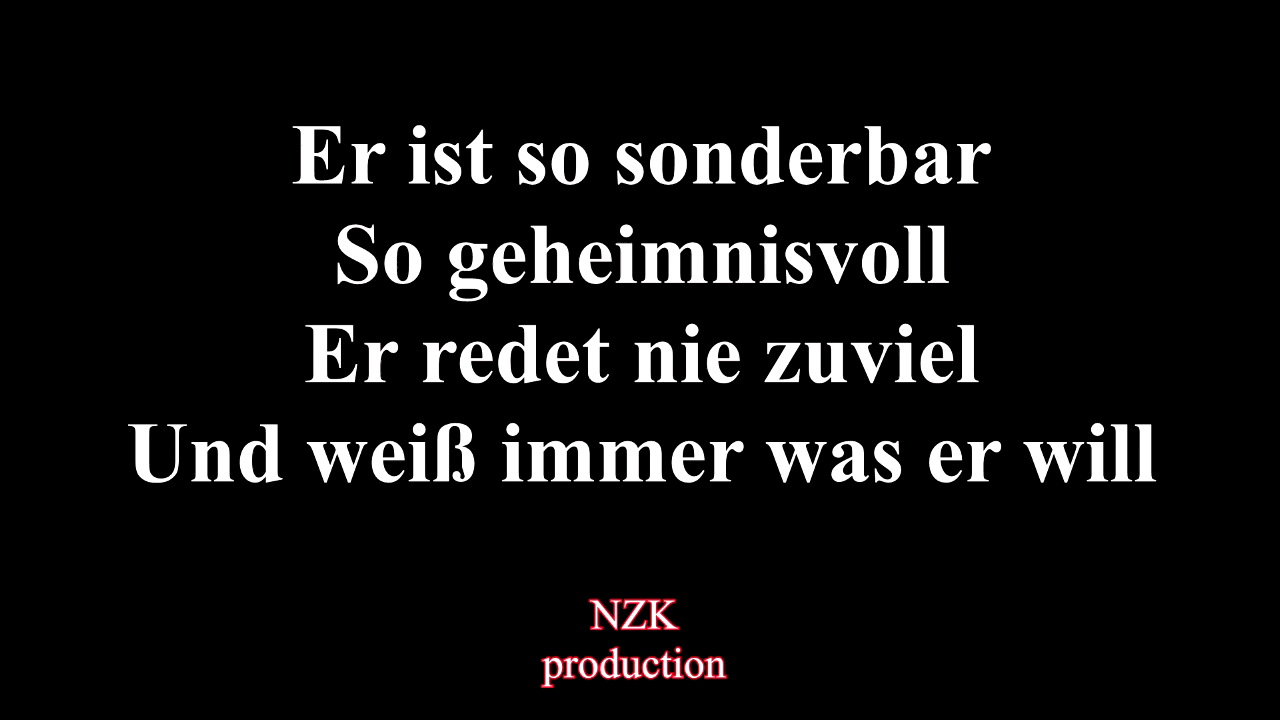 Er ist so sonderbar
So geheimnisvoll
Er redet nie zuviel
Und weiß immer was er will
NZK
production